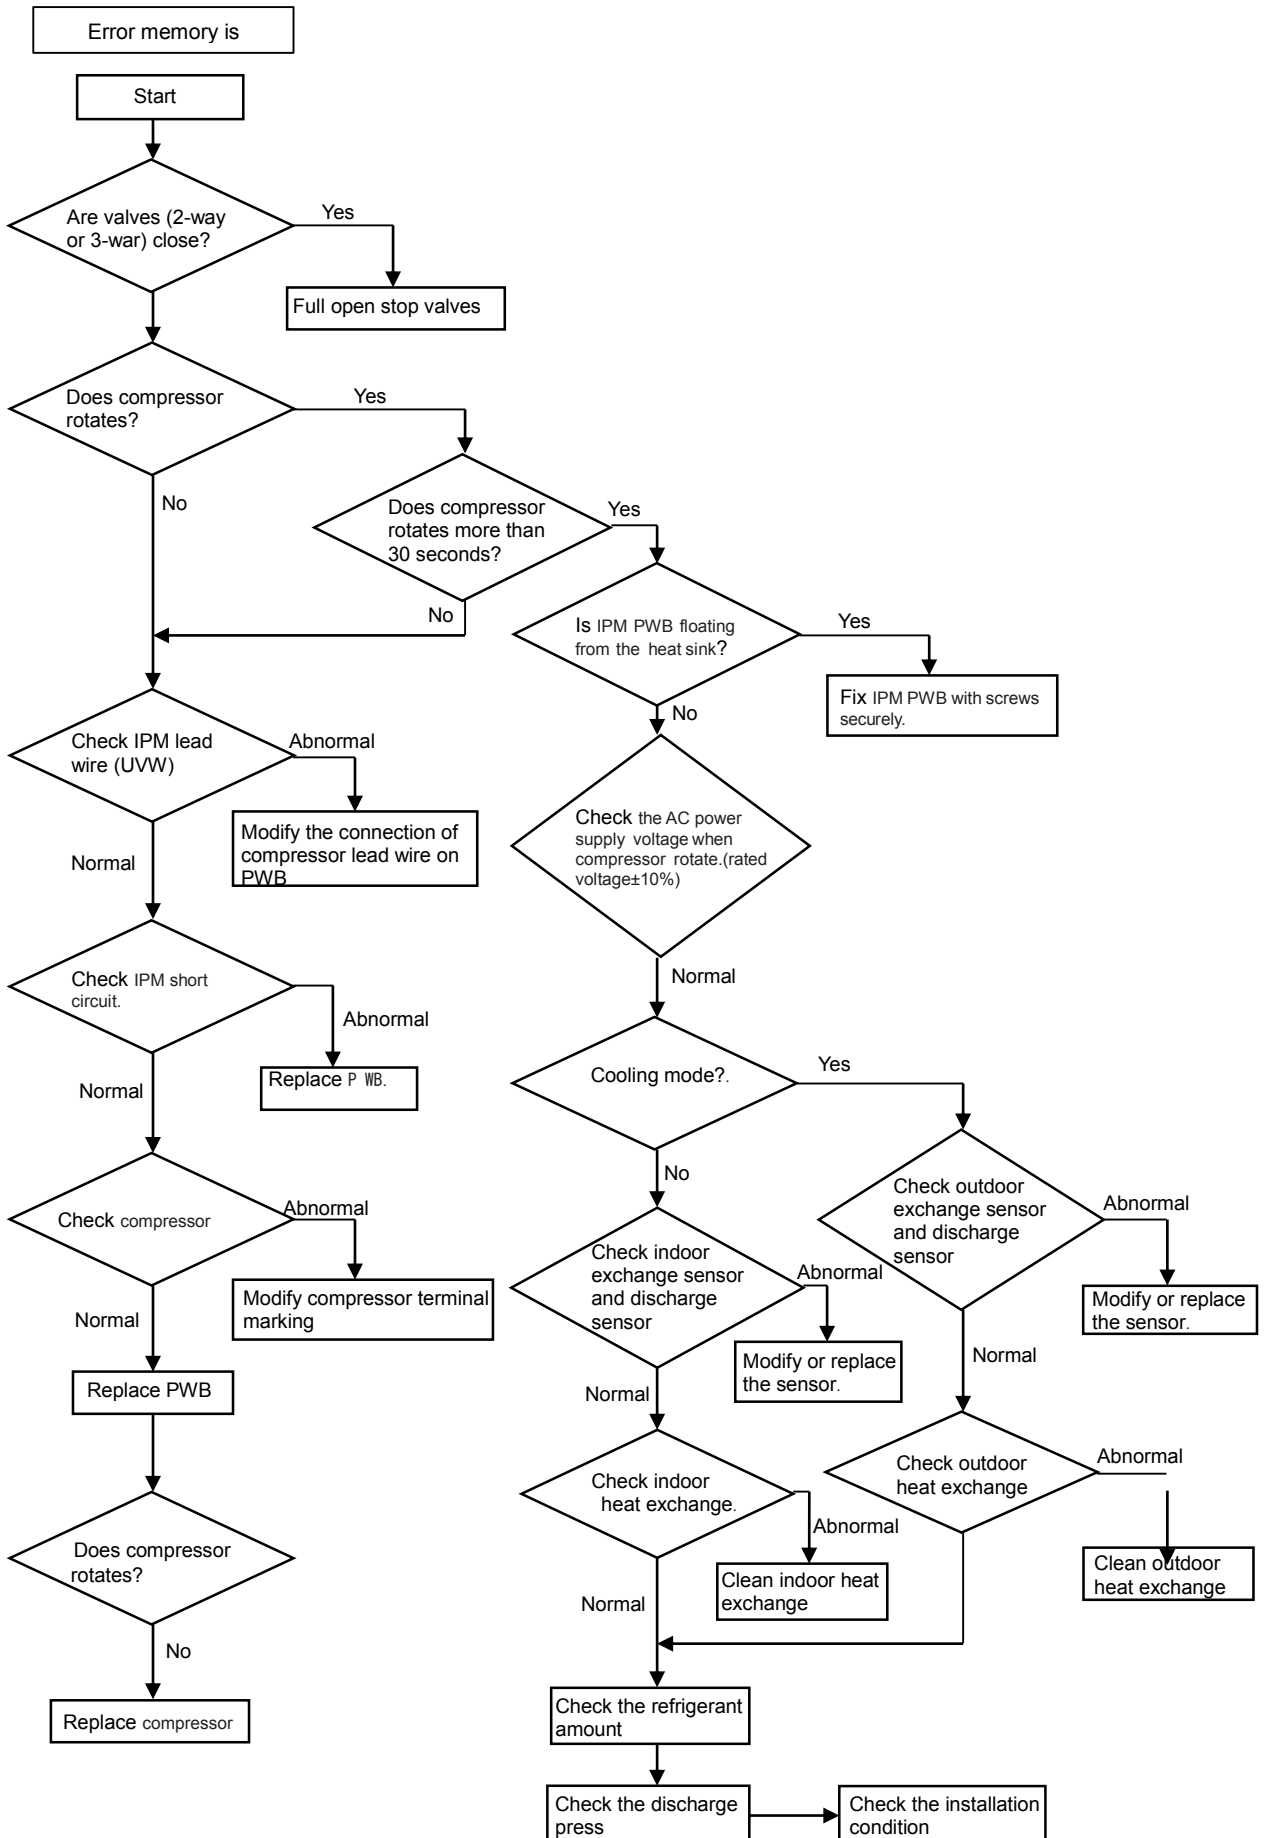 Error memory is
Start
Are valves (2-way
or 3-war) close?
Yes
Full open stop valves
Does compressor
rotates?
Yes
No
Does compressor
rotates more than
30 seconds?
Yes
No
Is IPM PWB floating
from the heat sink?
Yes
Fix IPM PWB with screws
securely.
No
Check IPM lead
wire (UVW)
Abnormal
Modify the connection of
compressor lead wire on
PWB
Normal
Check the AC power
supply voltage when
compressor rotate.(rated
voltage±10%)
Normal
Check IPM short
circuit.
Abnormal
Replace P WB.
Normal
Cooling mode?.
Yes
No
Check compressor
Abnormal
Modify compressor terminal
marking
Normal
Check indoor
exchange sensor
and discharge
sensor
Abnormal
Modify or replace
the sensor.
Normal
Check outdoor
exchange sensor
and discharge
sensor
Abnormal
Modify or replace
the sensor.
Normal
Replace PWB
Check indoor
heat exchange.
Abnormal
Clean indoor heat
exchange
Normal
Check outdoor
heat exchange
Abnormal
Clean outdoor
heat exchange
Does compressor
rotates?
No
Replace compressor
Check the refrigerant
amount
Check the discharge
press
Check the installation
condition